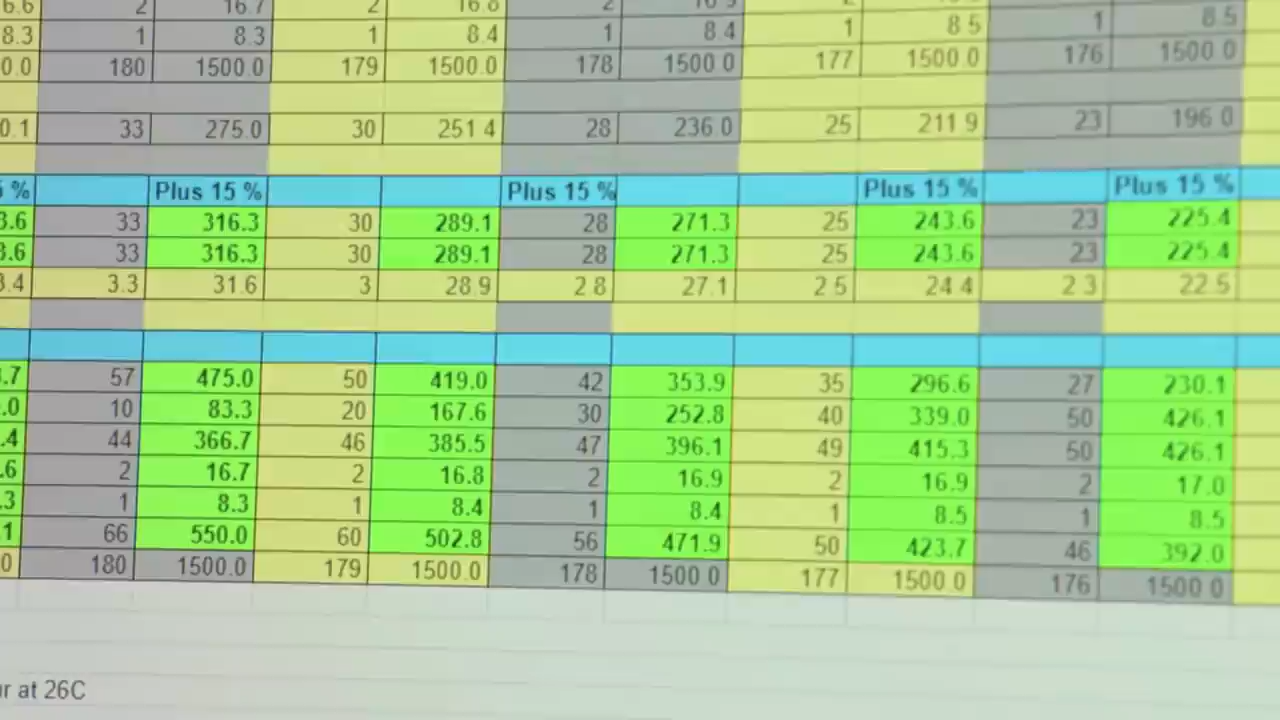 6.6 2 16 7 2 16 8 2
8.3 1 8.3 1 8.4 1 8.4 1 8 5 1 8.5
0.0 180 1500.0 179 1500.0 178 1500 0 177 1500 0 176 1500 0
0.1 33 275 0 30 251 4 28 236.0 25 211 9 23 196 0
% Plus 15 % Plus 15 % Plus 15 % Plus 15 %
3.6 33 316.3 30 289.1 28 271.3 25 243.6 23 225.4
3.6 33 316.3 30 289.1 28 271.3 25 243.6 23 225.4
3.4 3.3 31.6 3 28.9 2 8 27.1 2 5 24 4 2 3 22.5
.7 57 475.0 50 419.0 42 353.9 35 296.6 27 230.1
.0 10 83.3 20 167.6 30 252.8 40 339.0 50 426.1
.4 44 366.7 46 385.5 47 396.1 49 415.3 50 426.1
.6 2 16.7 2 16.8 2 16.9 2 16.9 2 17.0
.3 1 8.3 1 8.4 1 8.4 1 8.5 1 8.5
.1 66 550.0 60 502.8 56 471.9 50 423.7 46 392.0
0 180 1500.0 179 1500.0 178 1500 0 177 1500 0 176 1500 0
at 26C